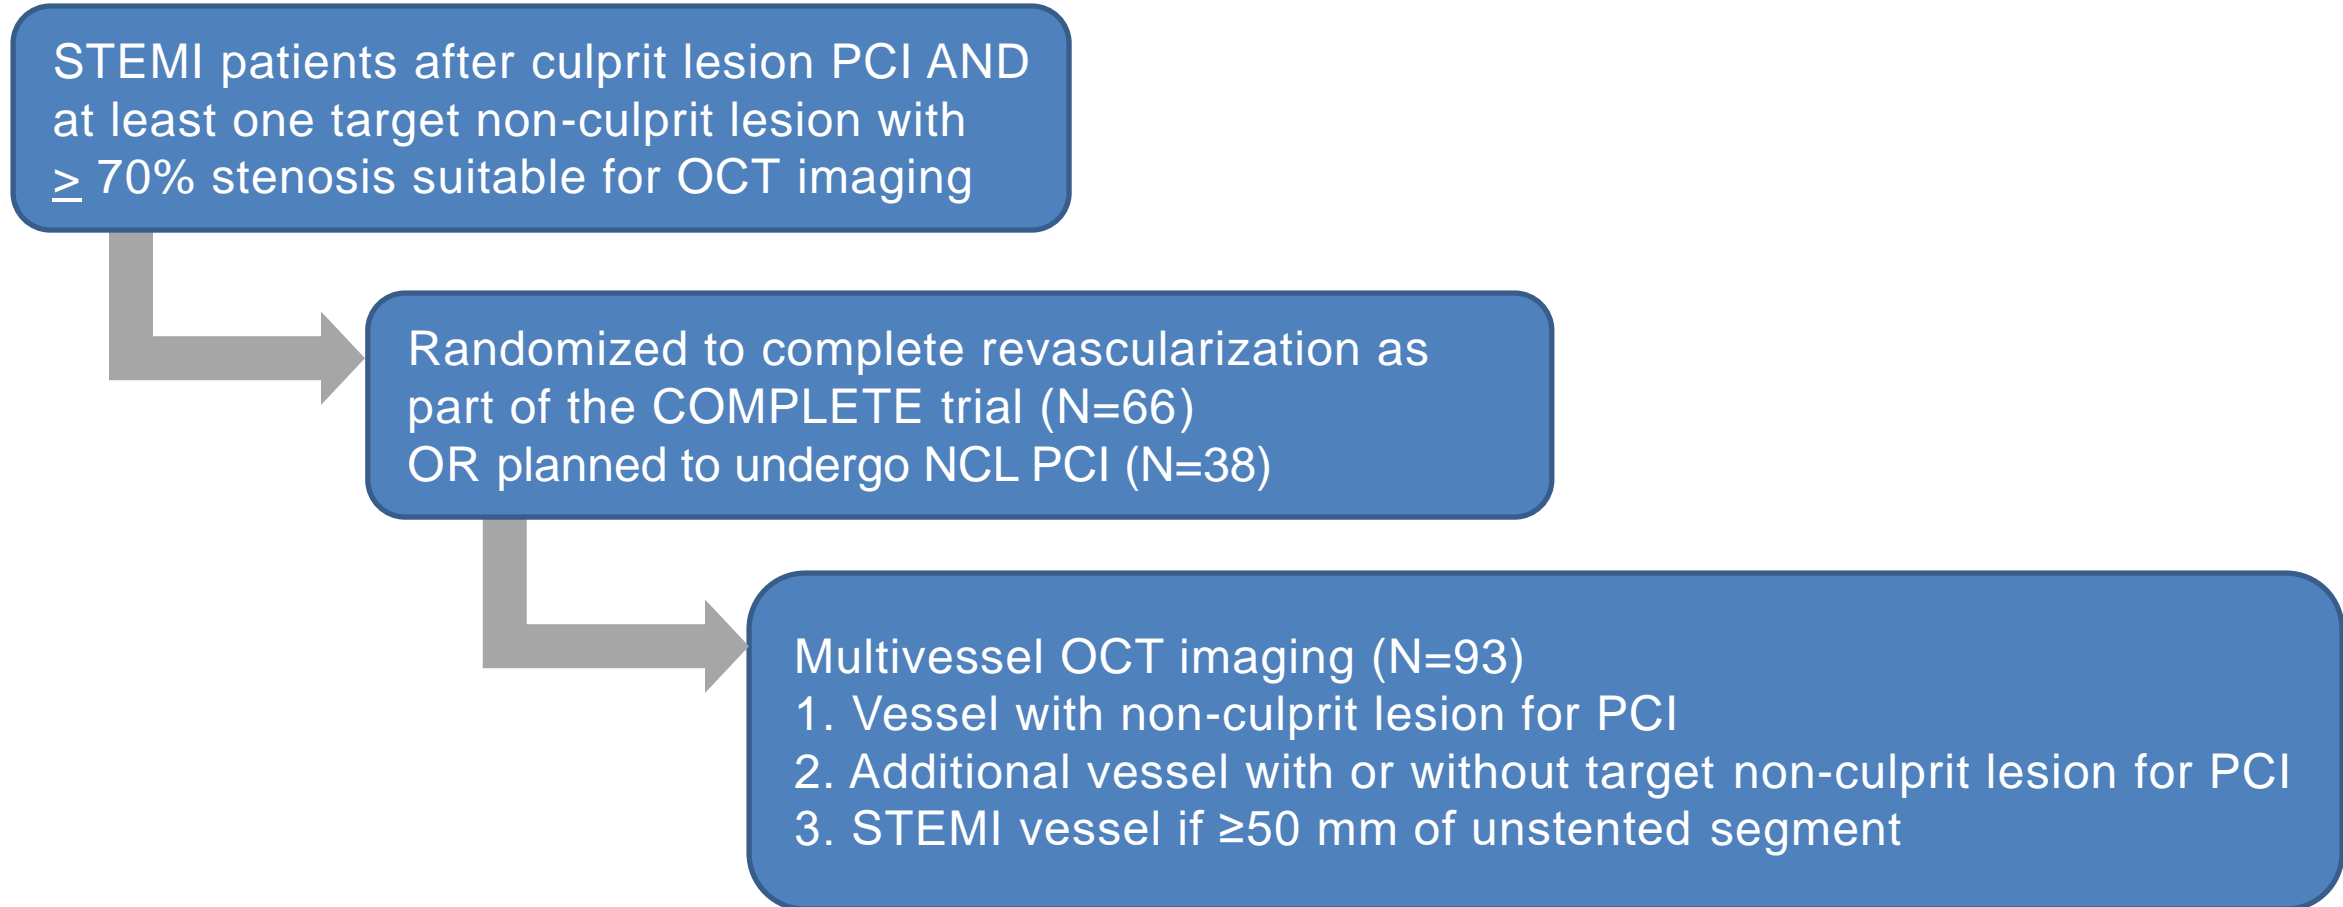 STEMI patients after culprit lesion PCI AND
at least one target non-culprit lesion with
≥ 70% stenosis suitable for OCT imaging
Randomized to complete revascularization as
part of the COMPLETE trial (N=66)
OR planned to undergo NCL PCI (N=38)
Multivessel OCT imaging (N=93)
1. Vessel with non-culprit lesion for PCI
2. Additional vessel with or without target non-culprit lesion for PCI
3. STEMI vessel if ≥50 mm of unstented segment